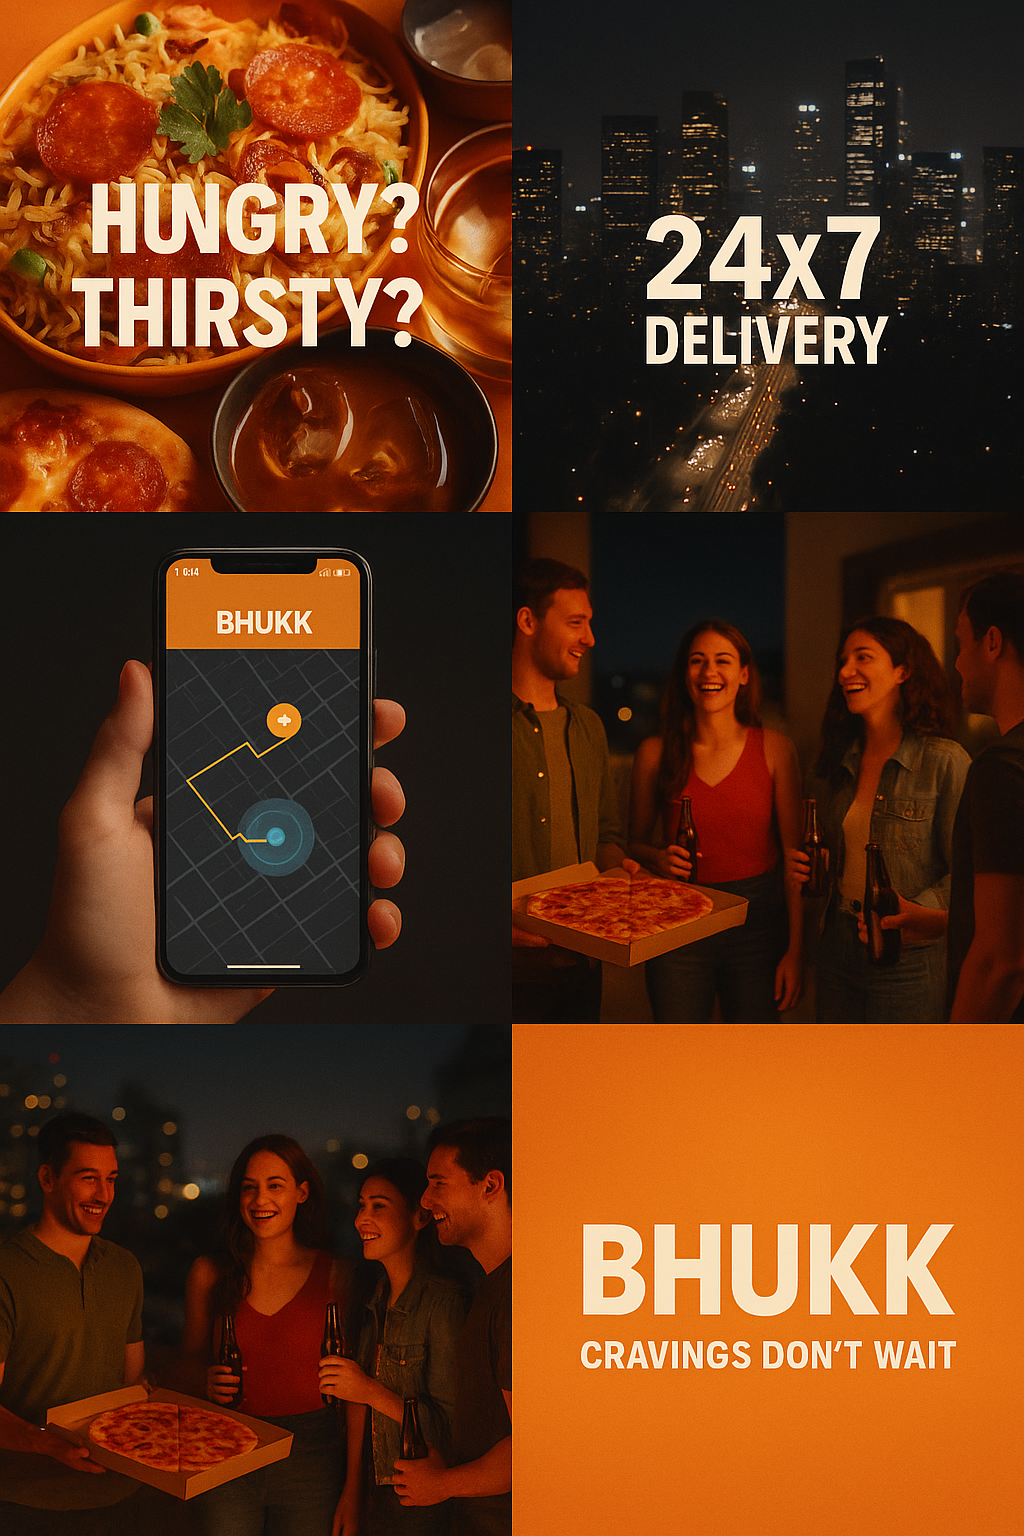 HUNGRY?
THIRSTY?
24x7
DELIVERY
BHUKK
BHUKK
CRAVINGS DON'T WAIT